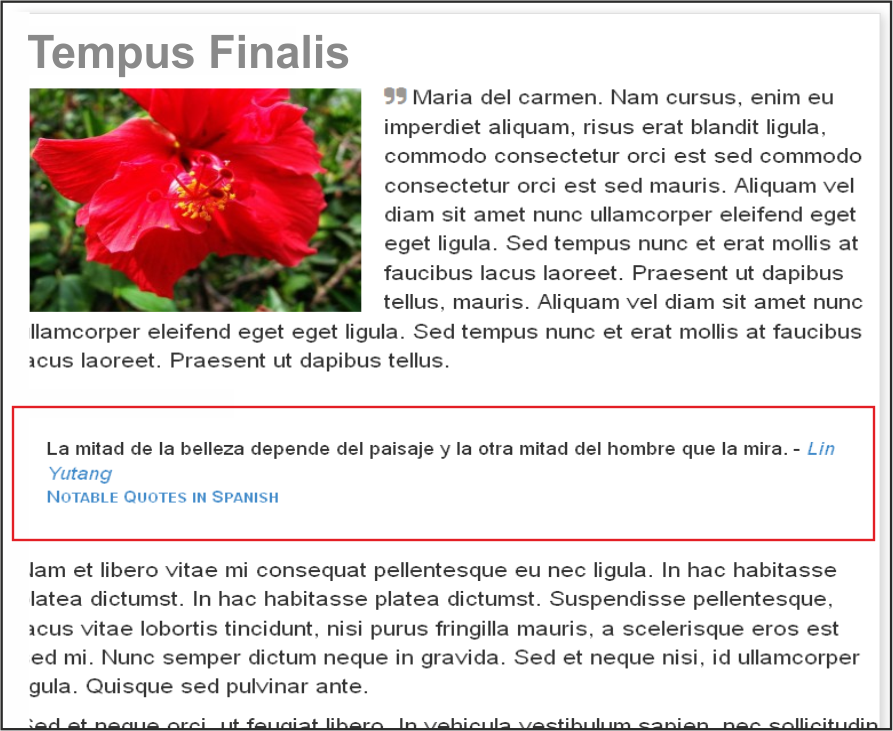 Tempus Finalis
Maria del carmen. Nam cursus, enim eu
imperdiet aliquam, risus erat blandit ligula,
commodo consectetur orci est sed commodo
consectetur orci est sed mauris. Aliquam vel
diam sit amet nunc ullamcorper eleifend eget
eget ligula. Sed tempus nunc et erat mollis at
faucibus lacus laoreet. Praesent ut dapibus
tellus, mauris. Aliquam vel diam sit amet nunc
llamcorper eleifend eget eget ligula. Sed tempus nunc et erat mollis at faucibus
acus laoreet. Praesent ut dapibus tellus.
La mitad de la belleza depende del paisaje y la otra mitad del hombre que la mira. - Lin
Yutang
Notable Quotes in Spanish
lam et libero vitae mi consequat pellentesque eu nec ligula. In hac habitasse
latea dictumst. In hac habitasse platea dictumst. Suspendisse pellentesque,
acus vitae lobortis tincidunt, nisi purus fringilla mauris, a scelerisque eros est
ed mi. Nunc semper dictum neque in gravida. Sed et neque nisi, id ullamcorper
gula. Quisque sed pulvinar ante.
Sed et neque orci, ut feugiat libero. In vehicula vestibulum sapien, nec sollicitudin